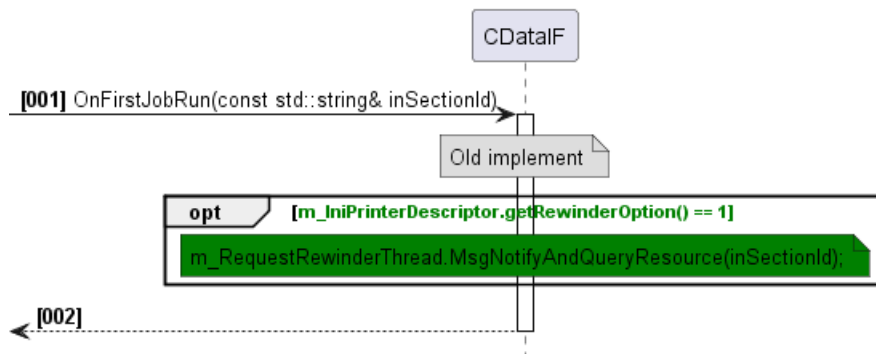 CDataIF
[001] OnFirstJobRun(const std::string& inSectionId)
Old implement
opt [m_IniPrinterDescriptor.getRewinderOption() == 1]
m_RequestRewinderThread.MsgNotifyAndQueryResource(inSectionId);
[002]